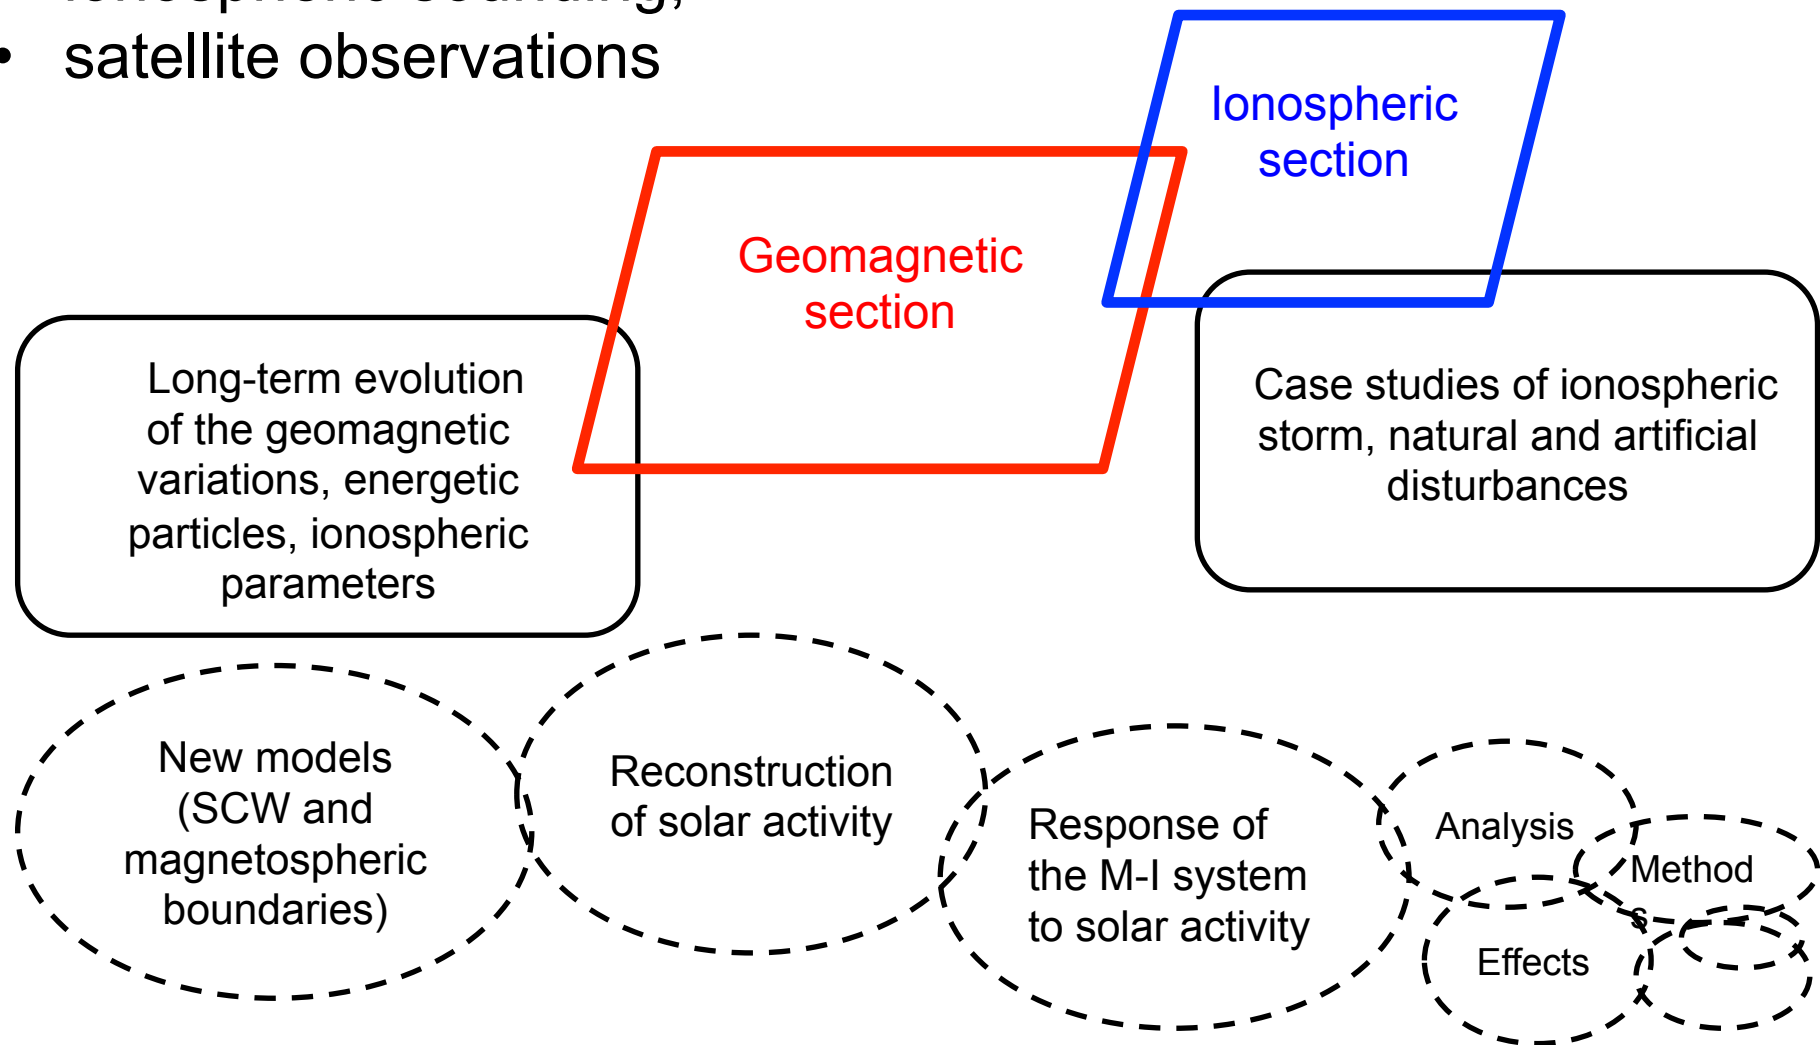 ionospheric sounding,
• satellite observations
Ionospheric
section
Geomagnetic
section
Long-term evolution
of the geomagnetic
variations, energetic
particles, ionospheric
parameters
Case studies of ionospheric
storm, natural and artificial
disturbances
New models
(SCW and
magnetospheric
boundaries)
Reconstruction
of solar activity
Response of
the M-I system
to solar activity
Analysis
Method
s
Effects